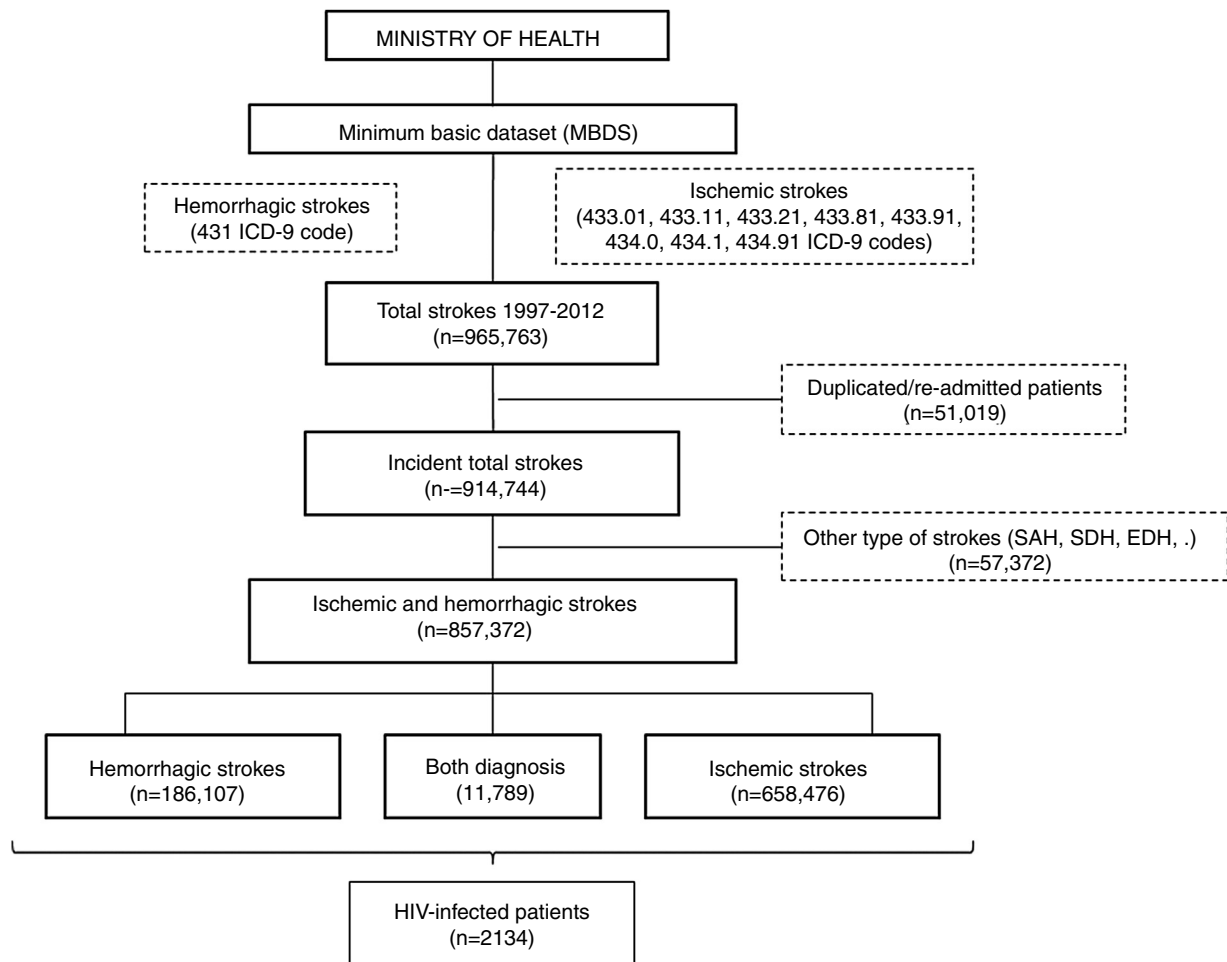 MINISTRY OF HEALTH
Minimum basic dataset (MBDS)
Hemorrhagic strokes
(431 ICD-9 code)
Ischemic strokes
(433.01, 433.11, 433.21, 433.81, 433.91,
434.0, 434.1, 434.91 ICD-9 codes)
Total strokes 1997-2012
(n=965,763)
Duplicated/re-admitted patients
(n=51,019)
Incident total strokes
(n-=914,744)
Other type of strokes (SAH, SDH, EDH, .)
(n=57,372)
Ischemic and hemorrhagic strokes
(n=857,372)
Hemorrhagic strokes
(n=186,107)
Both diagnosis
(11,789)
Ischemic strokes
(n=658,476)
HIV-infected patients
(n=2134)